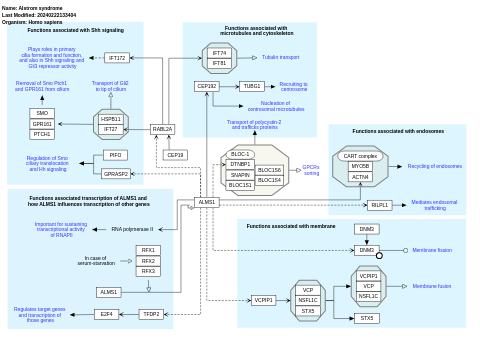 Name: Alstrom syndrome
Last Modified: 20240222133404
Organism: Homo sapiens
Functions associated with Shh signaling
Plays roles in primary
cilia formation and function,
and also in Shh signaling and
Gli3 repressor activity
IFT172
Removal of Smo Ptch1
and GPR161 from cilium
Transport of Gli2
to tip of cilium
SMO
GPR161
PTCH1
HSPB11
IFT27
RABL2A
PIFO
CEP19
GPRASP2
Regulation of Smo
ciliary translocation
and Hh signaling
Functions associated with
microtubules and cytoskeleton
IFT74
IFT81
Tubulin transport
CEP192
TUBG1
Recruiting to
centrosome
Nucleation of
centrosomal microtubules
Transport of polycystin-2
and trafficks proteins
BLOC-1
DTNBP1
SNAPIN
BLOC1S1
BLOC1S6
BLOC1S4
GPCRs
sorting
Functions associated with endosomes
CART complex
MYO5B
ACTN4
Recycling of endosomes
RILPL1
Mediates endosomal
trafficking
ALMS1
Functions associated transcription of ALMS1 and
how ALMS1 influences transcription of other genes
Important for sustaining
transcriptional activity
of RNAPII
RNA polymerase II
In case of
serum-starvation
RFX1
RFX2
RFX3
ALMS1
Regulates target genes
and transcription of
those genes
E2F4
TFDP2
Functions associated with membrane
DNM3
DNM3
Membrane fission
VCPIP1
VCP
NSFL1C
STX5
VCPIP1
VCP
NSFL1C
Membrane fussion
STX5